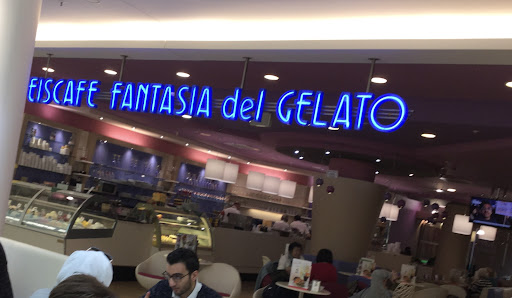 EISCAFE FANTASIA del GELATO